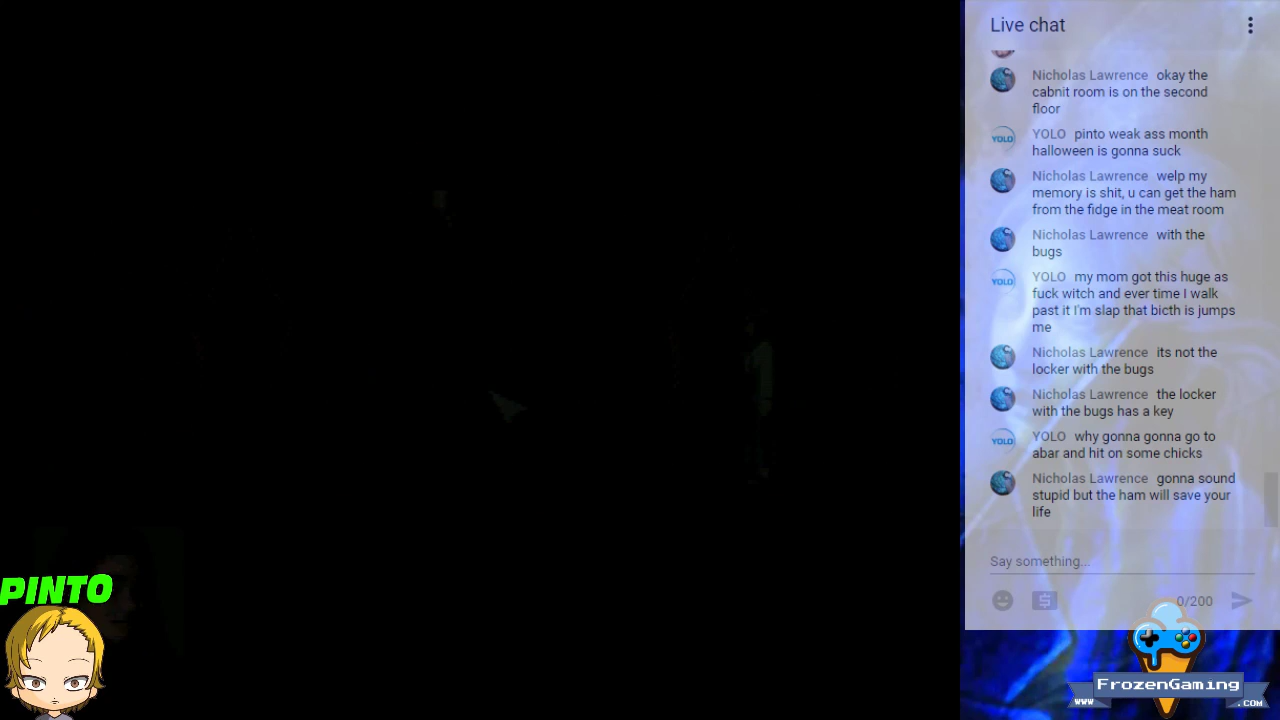 Live chat
Nicholas Lawrence okay the
cabnit room is on the second
floor
YOLO YOLO pinto weak ass month
halloween is gonna suck
Nicholas Lawrence welp my
memory is shit, u can get the ham
from the fidge in the meat room
Nicholas Lawrence with the
bugs
YOLO YOLO my mom got this huge as
fuck witch and ever time I walk
past it I'm slap that bicth is jumps
me
Nicholas Lawrence its not the
locker with the bugs
Nicholas Lawrence the locker
with the bugs has a key
YOLO YOLO why gonna gonna go to
abar and hit on some chicks
Nicholas Lawrence gonna sound
stupid but the ham will save your
life
Say something...
0/200
PINTO
FrozenGaming
WWW .COM